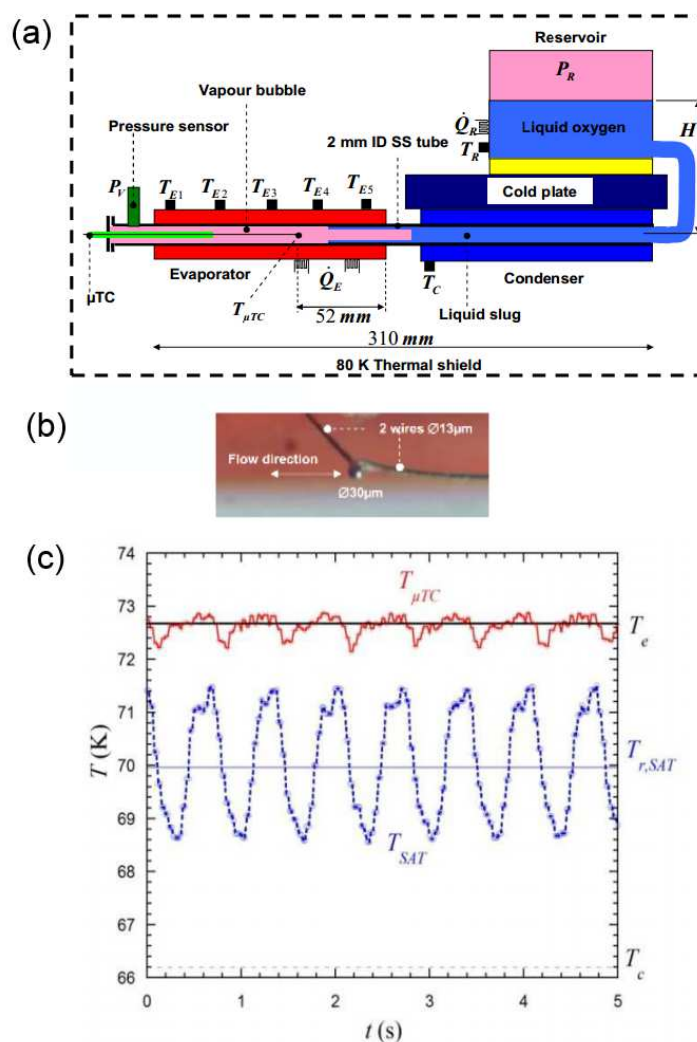 (a)
Reservoir
P_R
Vapour bubble
Pressure sensor
2 mm ID SS tube
Q̇_R
Liquid oxygen
H
T_R
P_V
T_E1 T_E2 T_E3 T_E4 T_E5
Cold plate
µTC
Evaporator
Q̇_E
T_C
Condenser
T_µTC
52 mm
Liquid slug
310 mm
80 K Thermal shield
(b)
2 wires Ø13µm
Flow direction
Ø30µm
(c)
74
73
72
71
70
69
68
67
66
T (K)
T_µTC
T_e
T_r,SAT
T_SAT
T_c
0 1 2 3 4 5
t (s)